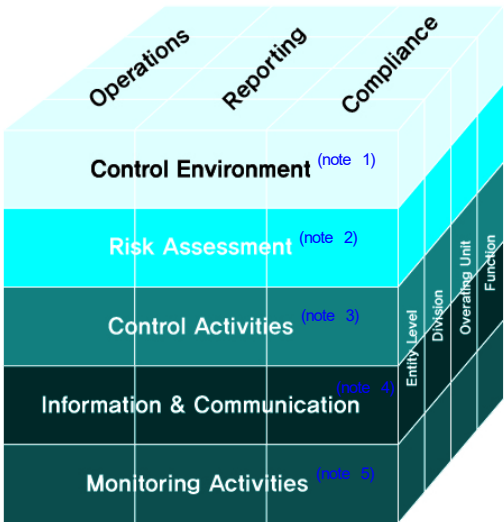 Operations
Reporting
Compliance
Control Environment (note 1)
Risk Assessment (note 2)
Control Activities (note 3)
Information & Communication (note 4)
Monitoring Activities (note 5)
Entity Level
Division
Overating Unit
Function